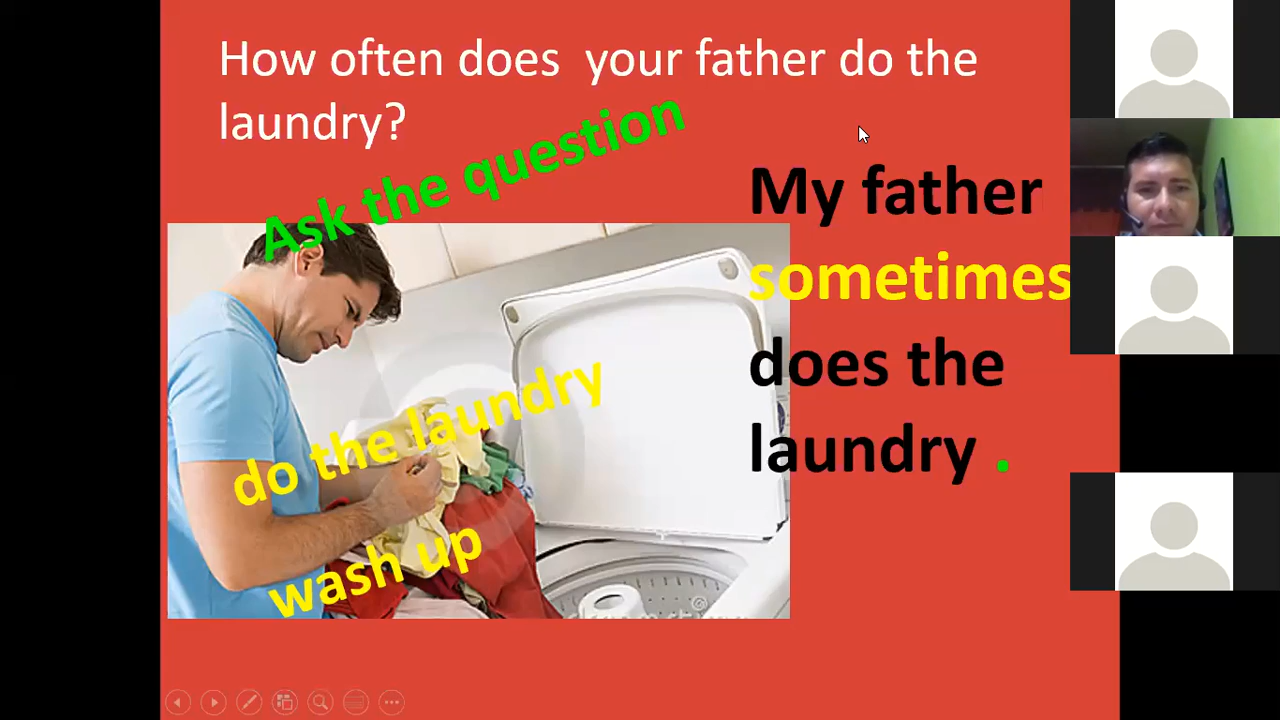 How often does your father do the
laundry?
Ask the question
My father
sometimes
does the
laundry .
do the laundry
wash up